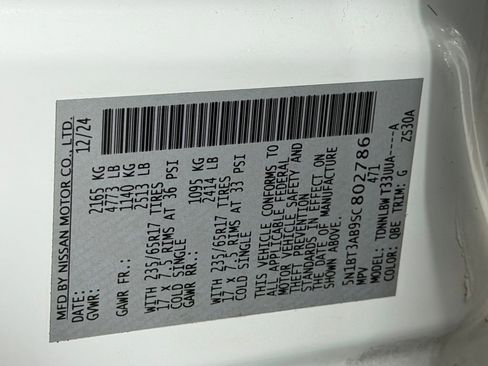 MFD BY NISSAN MOTOR CO., LTD.
DATE: 12/24
GVWR: 2165 KG
4773 LB
GAWR FR.: 1140 KG
2513 LB
WITH 235/65R17 TIRES
17 X 7.5 RIMS AT 36 PSI
COLD SINGLE
GAWR RR.: 1095 KG
2414 LB
WITH 235/65R17 TIRES
17 X 7.5 RIMS AT 33 PSI
COLD SINGLE
THIS VEHICLE CONFORMS TO
ALL APPLICABLE FEDERAL
MOTOR VEHICLE SAFETY AND
THEFT PREVENTION
STANDARDS IN EFFECT ON
THE DATE OF MANUFACTURE
SHOWN ABOVE.
5N1BT3AB9SC802786
MPV 471
MODEL: TDNNLBW T33UUA----A
COLOR: QBE TRIM: G ZS30A